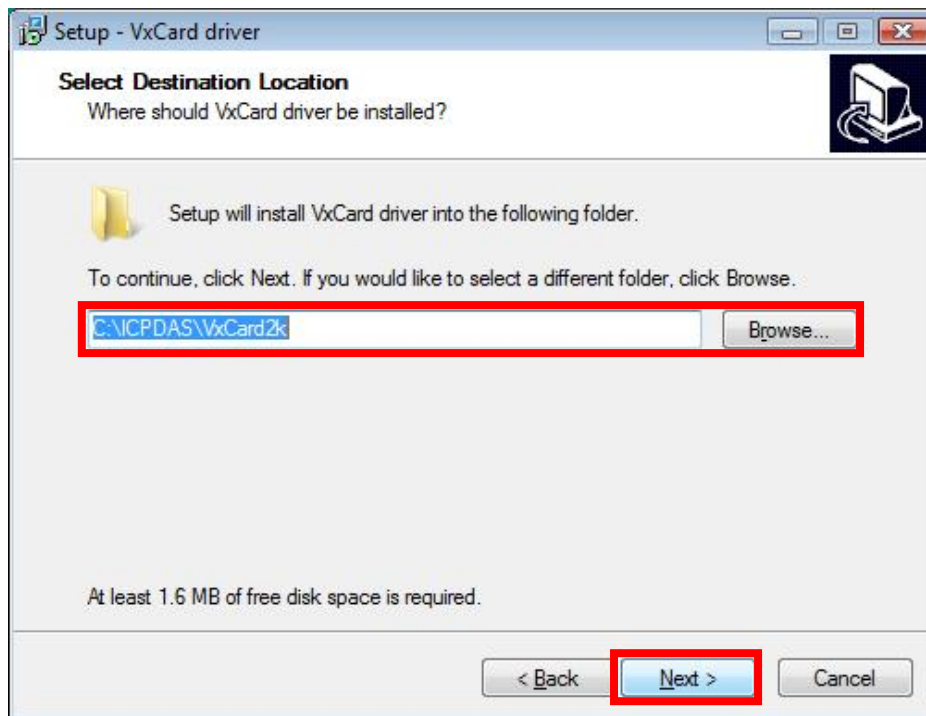 Setup - VxCard driver
Select Destination Location
Where should VxCard driver be installed?
Setup will install VxCard driver into the following folder.
To continue, click Next. If you would like to select a different folder, click Browse.
C:\ICPDAS\VxCard2k
Browse...
At least 1.6 MB of free disk space is required.
< Back
Next >
Cancel